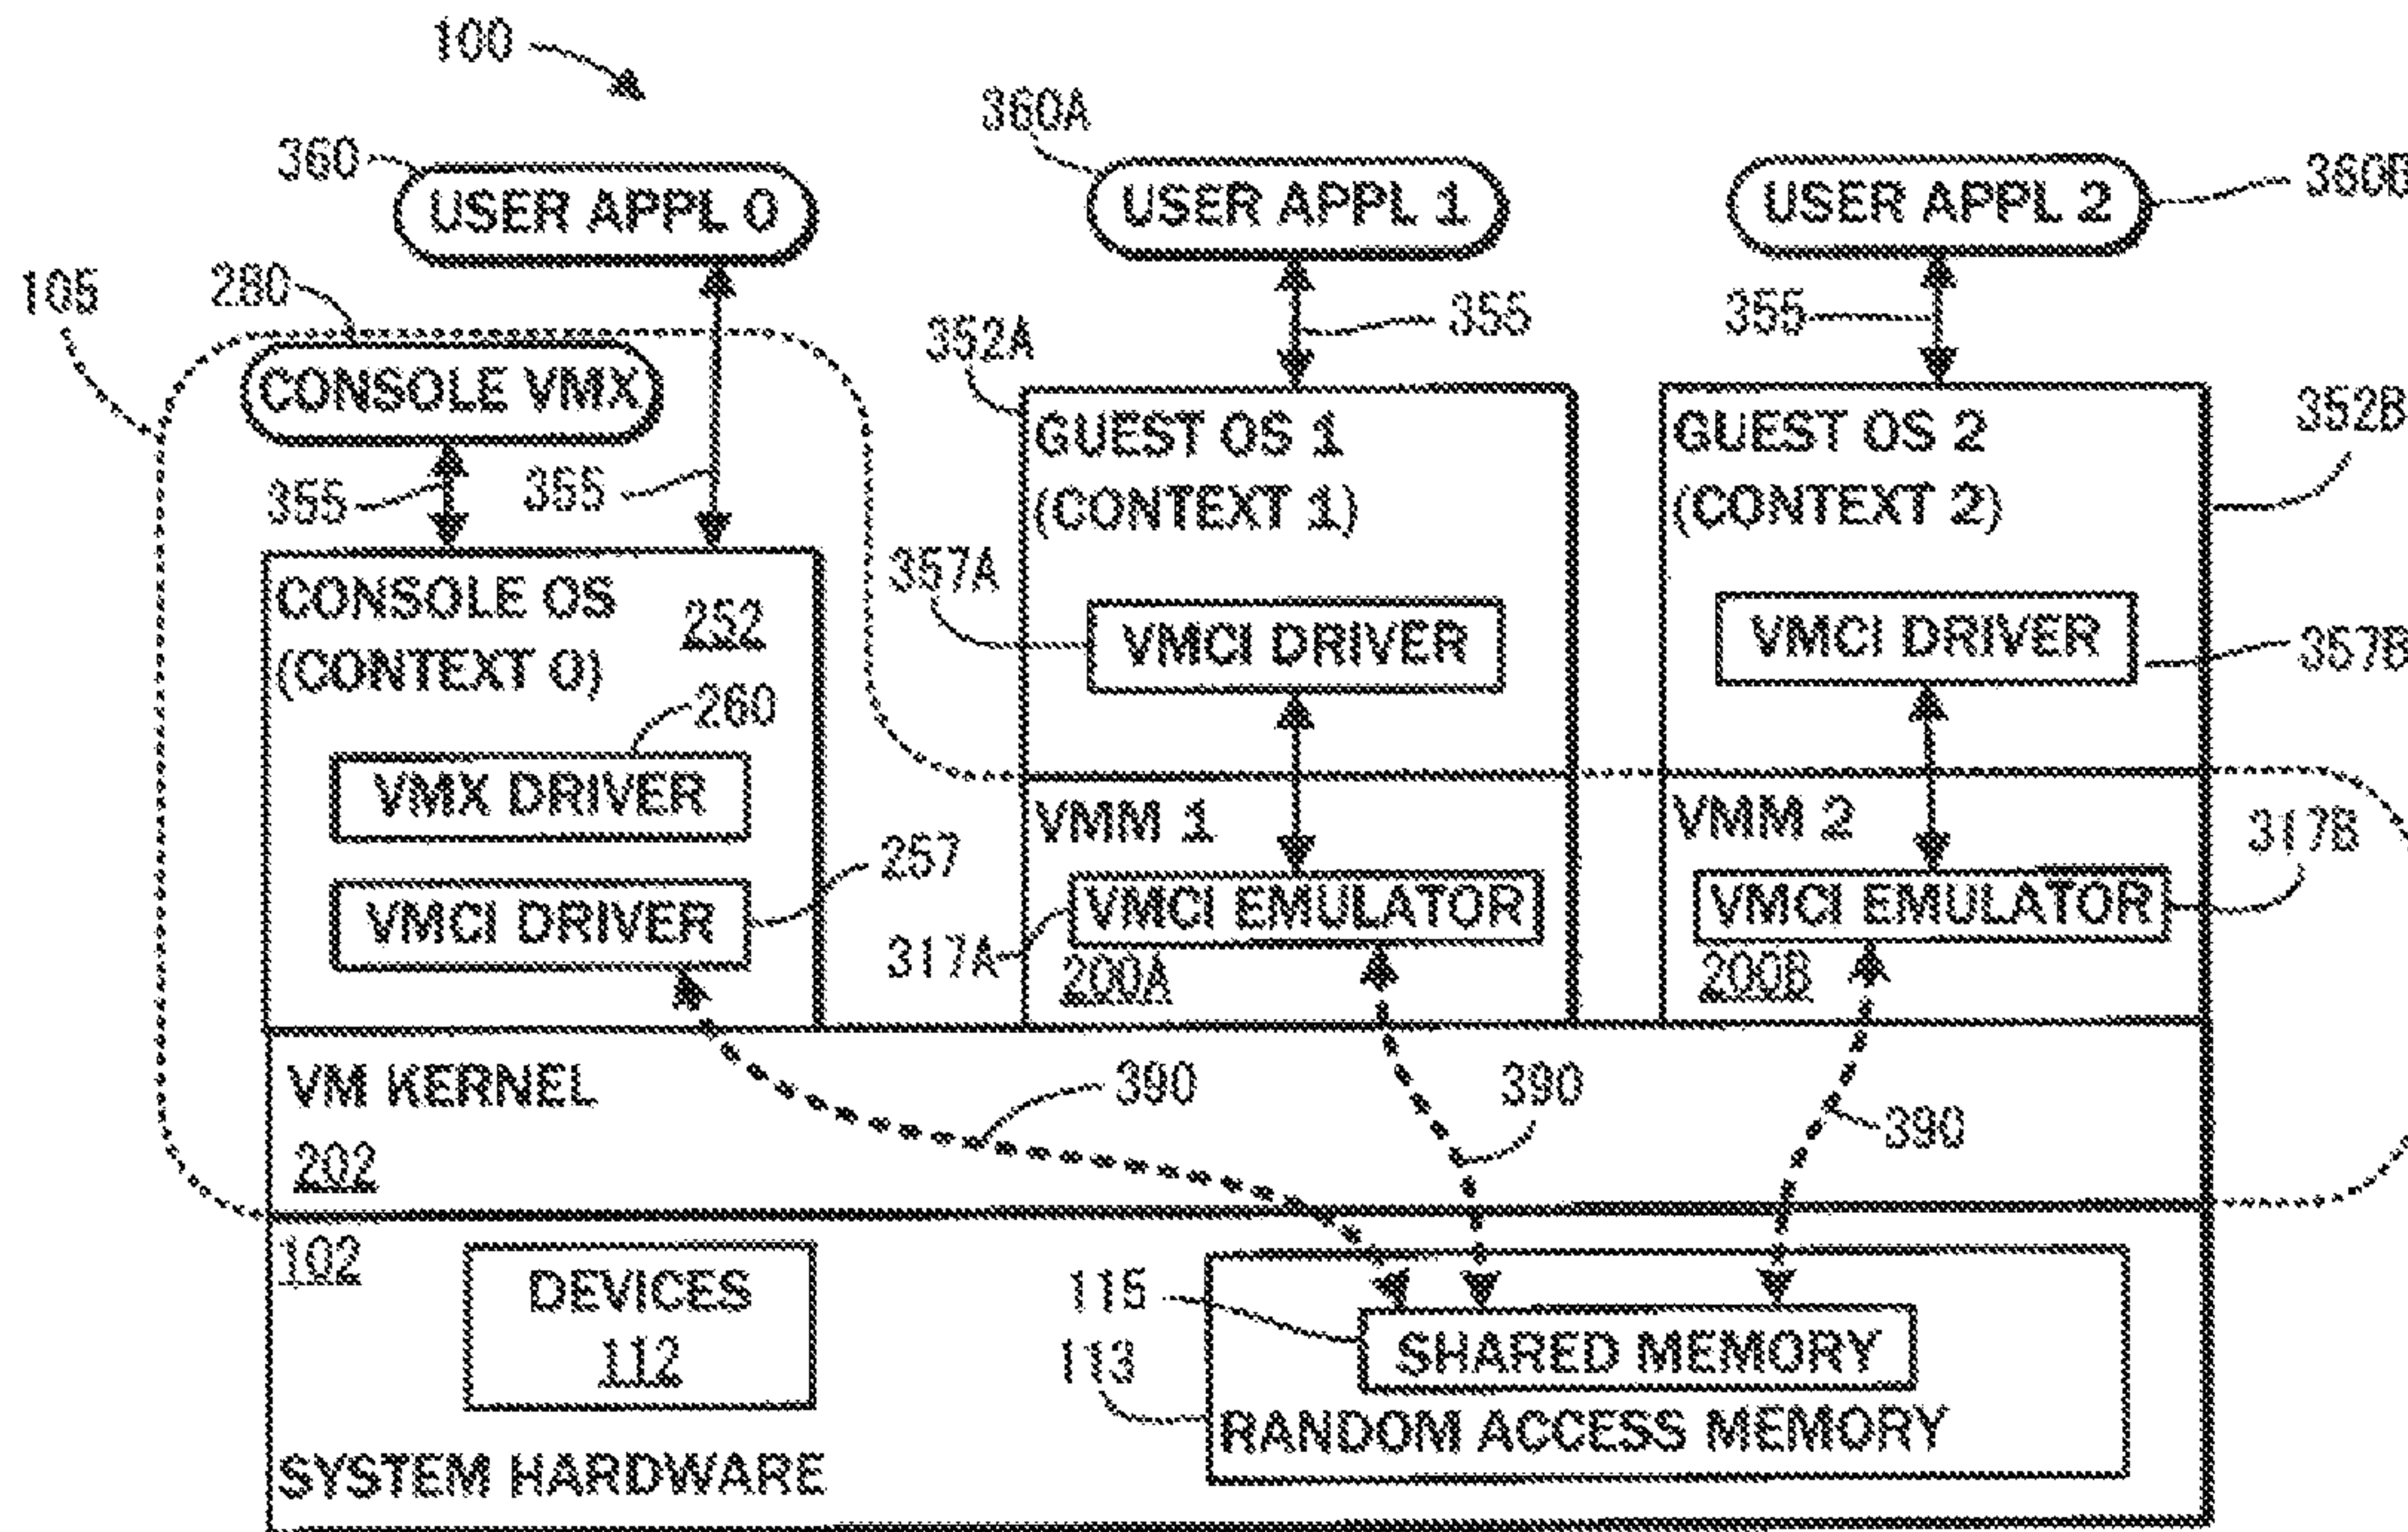 100
360
USER APPL 0
360A
USER APPL 1
USER APPL 2
360B
105
280
CONSOLE VMX
355
355
355
355
352A
GUEST OS 1
(CONTEXT 1)
GUEST OS 2
(CONTEXT 2)
352B
CONSOLE OS
(CONTEXT 0)
252
260
VMX DRIVER
VMCI DRIVER
257
357A
VMCI DRIVER
VMCI DRIVER
357B
VMM 1
VMCI EMULATOR
317A
200A
VMM 2
VMCI EMULATOR
317B
200B
VM KERNEL
202
390
390
390
102
DEVICES
112
SYSTEM HARDWARE
115
SHARED MEMORY
113
RANDOM ACCESS MEMORY